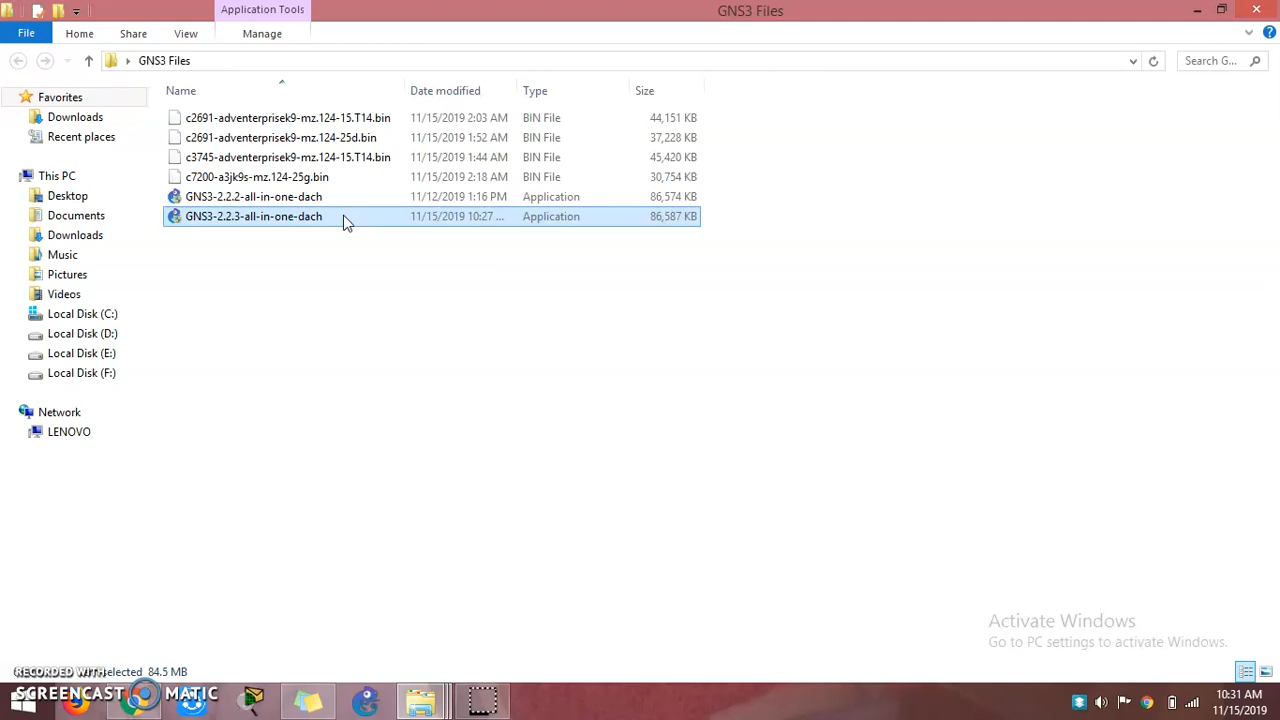 Application Tools
GNS3 Files
File
Home
Share
View
Manage
GNS3 Files
Search G...
Favorites
Downloads
Recent places
This PC
Desktop
Documents
Downloads
Music
Pictures
Videos
Local Disk (C:)
Local Disk (D:)
Local Disk (E:)
Local Disk (F:)
Network
LENOVO
Name Date modified Type Size
c2691-adventerprisek9-mz.124-15.T14.bin 11/15/2019 2:03 AM BIN File 44,151 KB
c2691-adventerprisek9-mz.124-25d.bin 11/15/2019 1:52 AM BIN File 37,228 KB
c3745-adventerprisek9-mz.124-15.T14.bin 11/15/2019 1:44 AM BIN File 45,420 KB
c7200-a3jk9s-mz.124-25g.bin 11/15/2019 2:18 AM BIN File 30,754 KB
GNS3-2.2.2-all-in-one-dach 11/12/2019 1:16 PM Application 86,574 KB
GNS3-2.2.3-all-in-one-dach 11/15/2019 10:27 ... Application 86,587 KB
Activate Windows
Go to PC settings to activate Windows.
selected 84.5 MB
RECORDED WITH
SCREENCAST MATIC
10:31 AM
11/15/2019